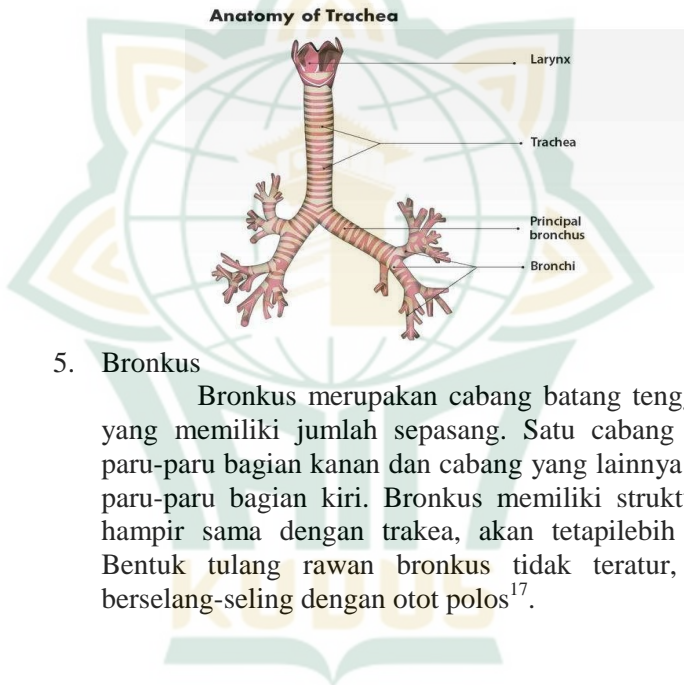 Anatomy of Trachea
Larynx
Trachea
Principal
bronchus
Bronchi
5. Bronkus
Bronkus merupakan cabang batang
yang memiliki jumlah sepasang. Satu cabang
paru-paru bagian kanan dan cabang yang lainnya
paru-paru bagian kiri. Bronkus memiliki
hampir sama dengan trakea, akan tetapilebih
Bentuk tulang rawan bronkus tidak teratur,
berselang-seling dengan otot polos17.
KUDUS